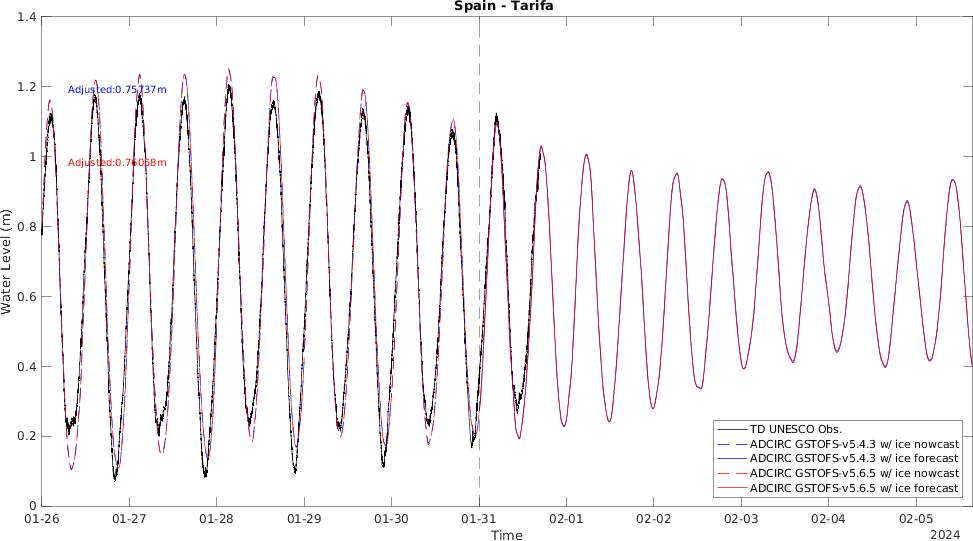 Spain - Tarifa
1.4
1.2
1
0.8
0.6
0.4
0.2
0
Water Level (m)
Adjusted:0.75737m
Adjusted:0.76058m
TD UNESCO Obs.
ADCIRC GSTOFS-v5.4.3 w/ ice nowcast
ADCIRC GSTOFS-v5.4.3 w/ ice forecast
ADCIRC GSTOFS-v5.6.5 w/ ice nowcast
ADCIRC GSTOFS-v5.6.5 w/ ice forecast
01-26 01-27 01-28 01-29 01-30 01-31 02-01 02-02 02-03 02-04 02-05
Time
2024